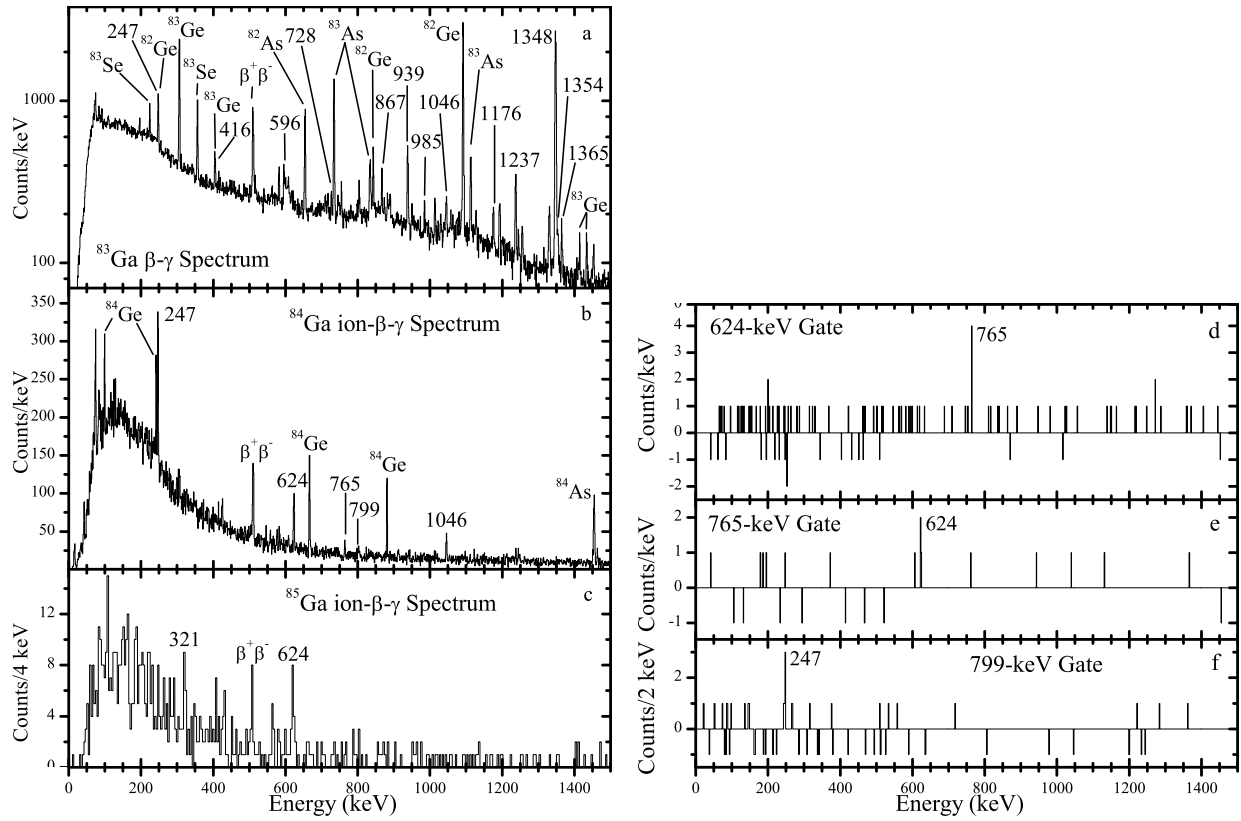 a
⁸³Ge
247
⁸²Ge
⁸³Se
⁸³Se
⁸³Ge
416
β⁺β⁻
⁸²As
728
⁸³As
596
⁸²Ge
867
939
985
⁸²Ge
1046
⁸³As
1176
1237
1348
1354
1365
⁸³Ge
1000
100
Counts/keV
⁸³Ga β-γ Spectrum
b
⁸⁴Ge
247
⁸⁴Ga ion-β-γ Spectrum
350
300
250
200
150
100
50
Counts/keV
β⁺β⁻
624
⁸⁴Ge
765
799
⁸⁴Ge
1046
⁸⁴As
c
⁸⁵Ga ion-β-γ Spectrum
12
8
4
0
Counts/4 keV
321
β⁺β⁻
624
0 200 400 600 800 1000 1200 1400
Energy (keV)
0
4
3
2
1
0
-1
-2
Counts/keV
624-keV Gate
765
d
2
1
0
-1
Counts/keV
765-keV Gate
624
e
2
0
Counts/2 keV
247
799-keV Gate
f
0 200 400 600 800 1000 1200 1400
Energy (keV)